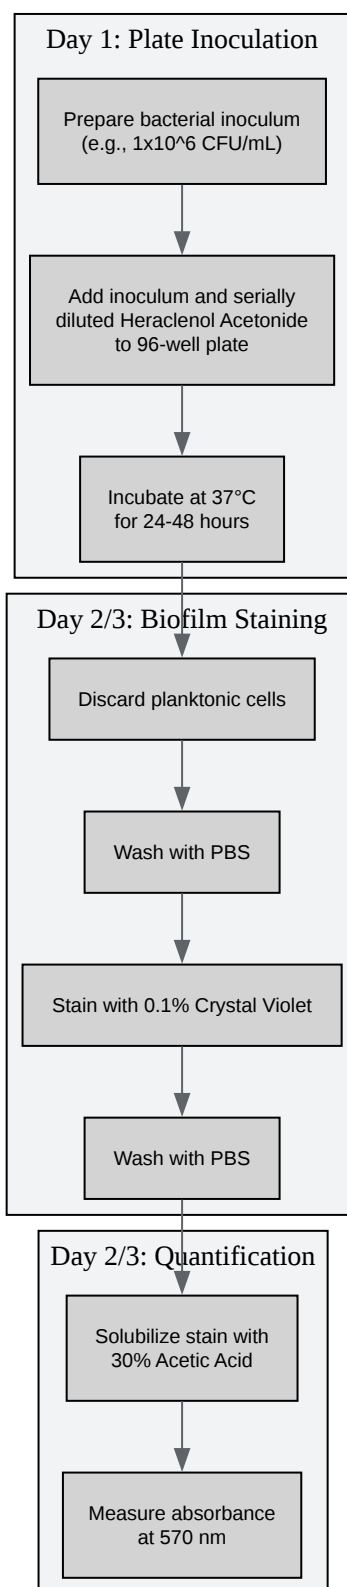 Day 1: Plate Inoculation
Prepare bacterial inoculum
(e.g., 1x10^6 CFU/mL)
Add inoculum and serially
diluted Heraclenol Acetonide
to 96-well plate
Incubate at 37°C
for 24-48 hours
Day 2/3: Biofilm Staining
Discard planktonic cells
Wash with PBS
Stain with 0.1% Crystal Violet
Wash with PBS
Day 2/3: Quantification
Solubilize stain with
30% Acetic Acid
Measure absorbance
at 570 nm